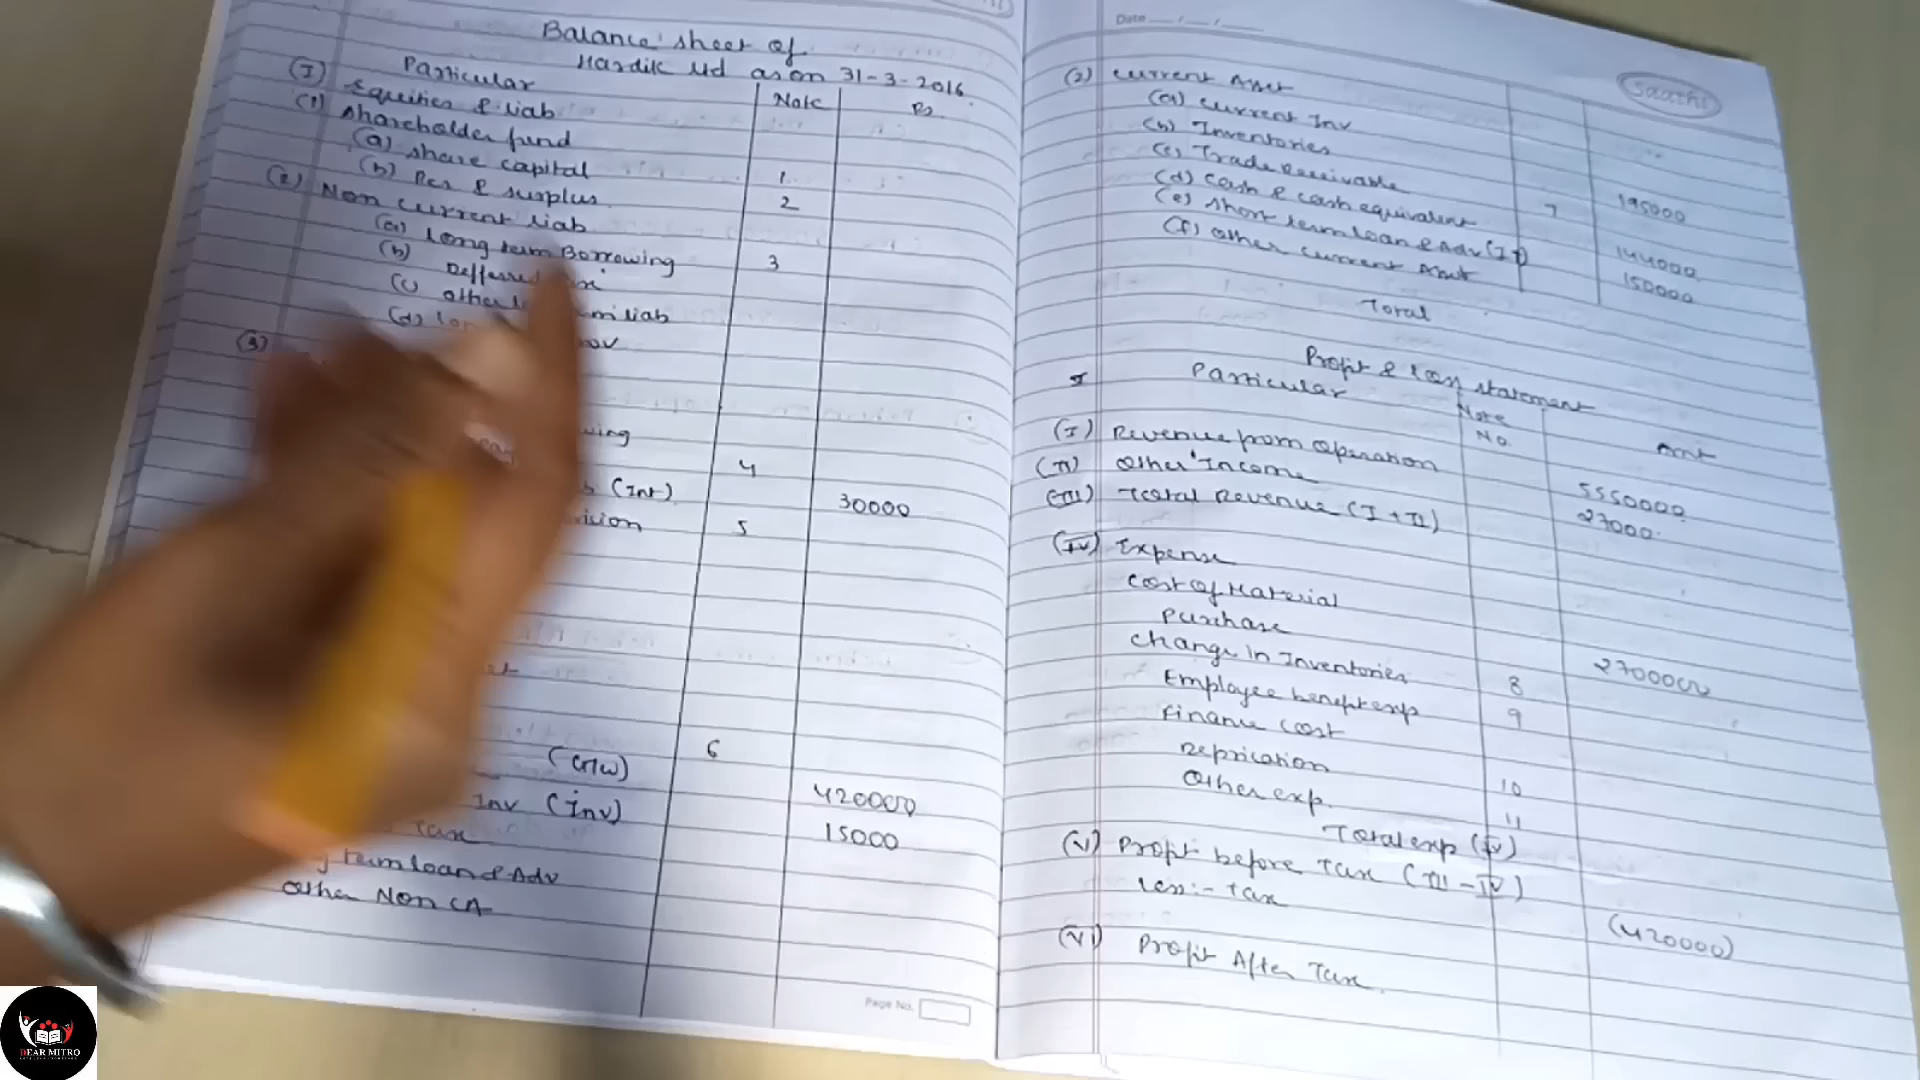 Balance sheet of
Hardik Ltd as on 31-3-2016
Particular Note Rs.
(I) Equities & Liab
(1) Shareholder fund
(a) Share capital 1
(b) Res & surplus 2
(2) Non current Liab
(a) Long term Borrowing 3
(b) Deffered
(c) other
(d)
(3)
4
(Int) 30000
5
(G/W) 6
Inv (Inv) 420000
Tax 15000
term loan & Adv
Other Non CA
Page No.
Date
Saathi
(2) Current Asset
(a) Current Inv
(b) Inventories
(c) Trade Receivable 195000
(d) Cash & cash equivalent 7
(e) Short term loan & Adv (IT) 144000
(f) Other current Asset 150000
Total
Profit & Loss statement
Particular Note No. Amt
(I) Revenue from operation 5550000
(II) Other Income 27000
(III) Total Revenue (I + II)
(IV) Expense
Cost of Material
Purchase 2700000
Change in Inventories 8
Employee benefit exp 9
Finance cost
Deprication 10
Other exp. 11
Total exp (IV)
(V) Profit before Tax (III - IV)
Less:- Tax (420000)
(VI) Profit After Tax.
DEAR MITRO